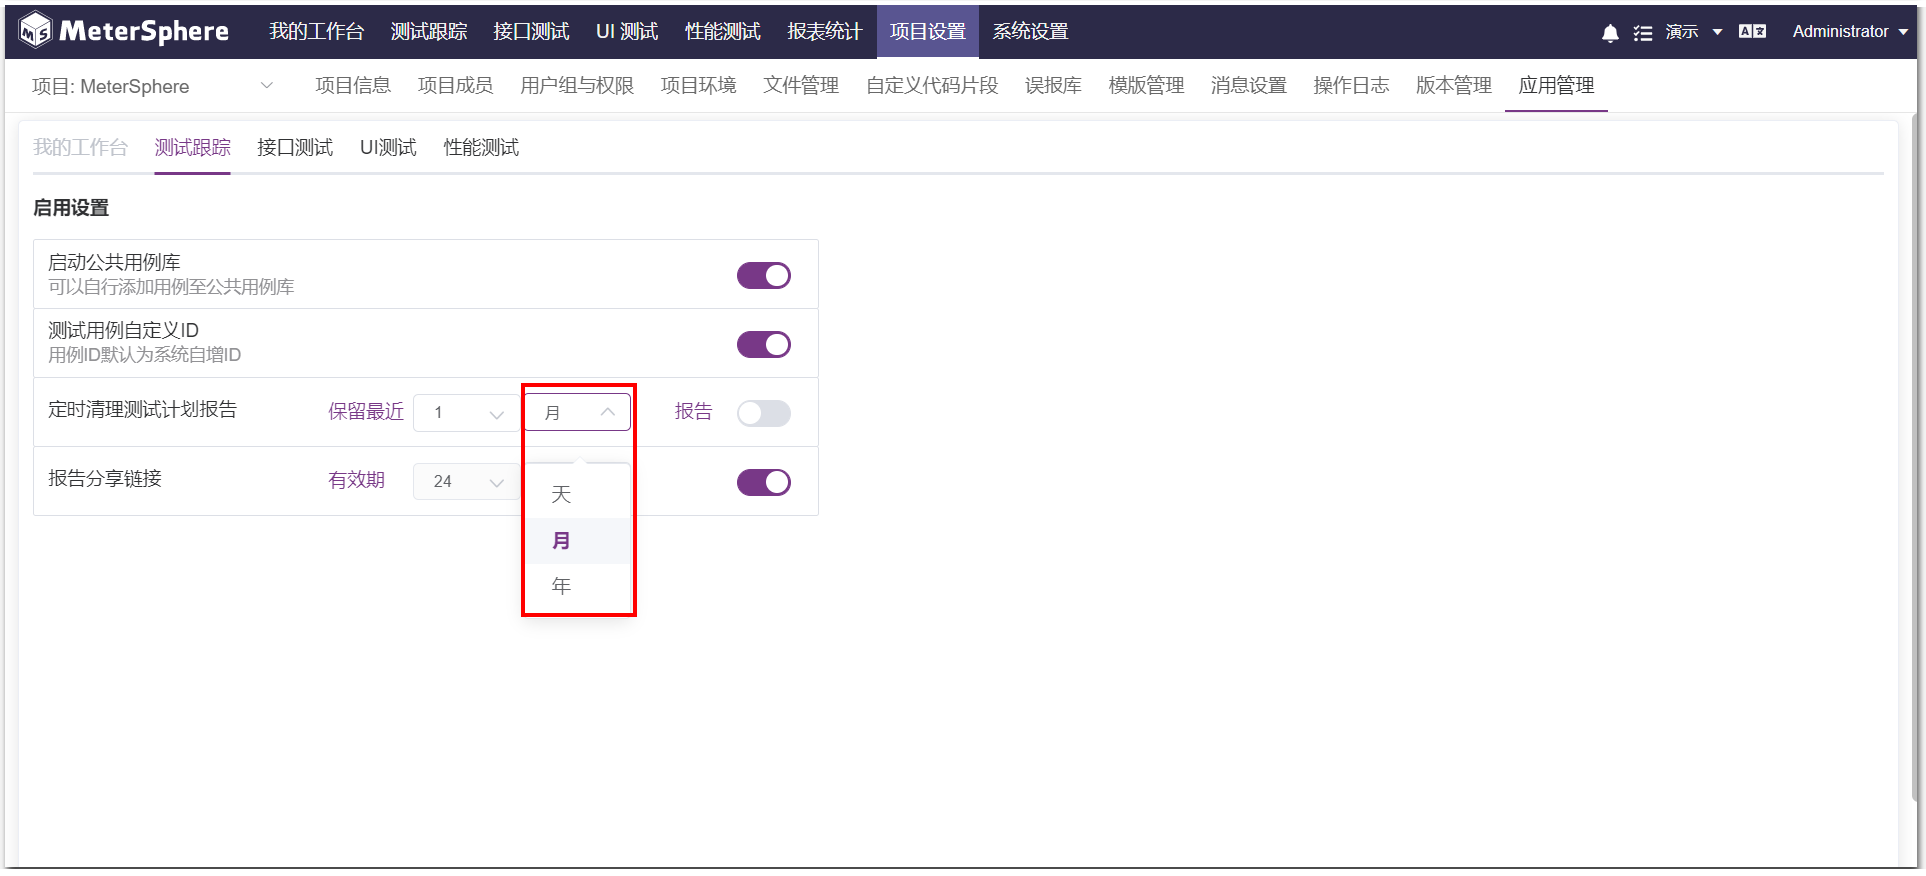 MeterSphere 我的工作台 测试跟踪 接口测试 UI 测试 性能测试 报表统计 项目设置 系统设置 演示 Administrator
项目: MeterSphere 项目信息 项目成员 用户组与权限 项目环境 文件管理 自定义代码片段 误报库 模版管理 消息设置 操作日志 版本管理 应用管理
我的工作台 测试跟踪 接口测试 UI测试 性能测试
启用设置
启动公共用例库
可以自行添加用例至公共用例库
测试用例自定义ID
用例ID默认为系统自增ID
定时清理测试计划报告 保留最近 1 月 报告
报告分享链接 有效期 24
天
月
年